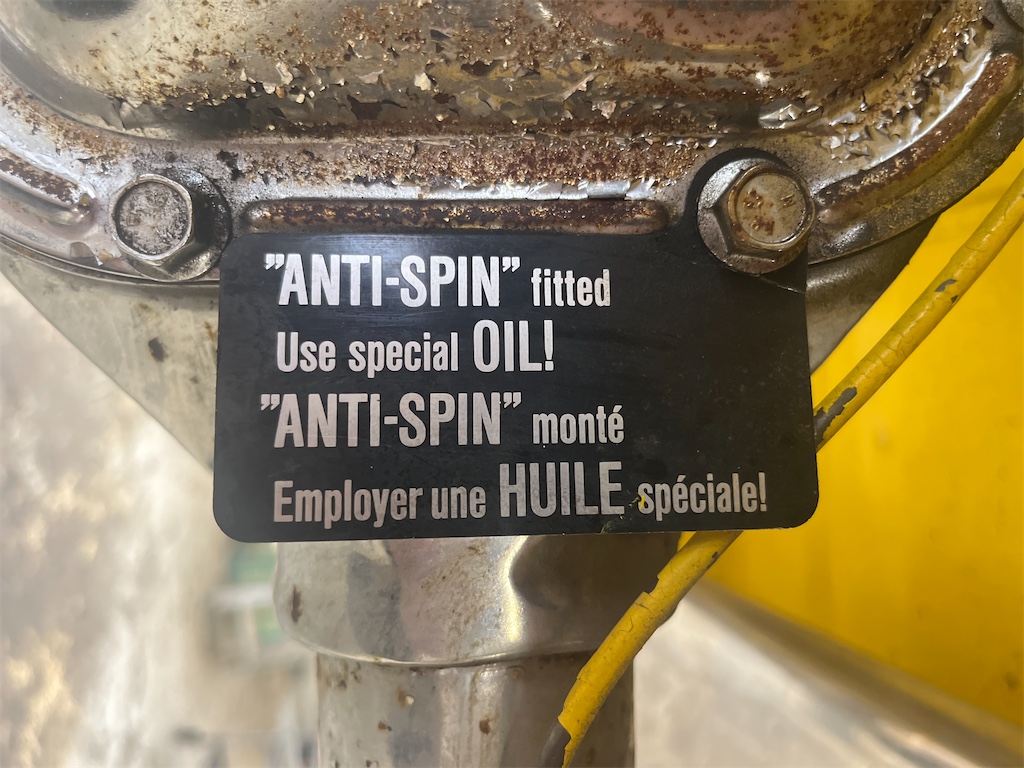 ”ANTI-SPIN” fitted
Use special OIL!
”ANTI-SPIN” monté
Employer une HUILE spéciale!